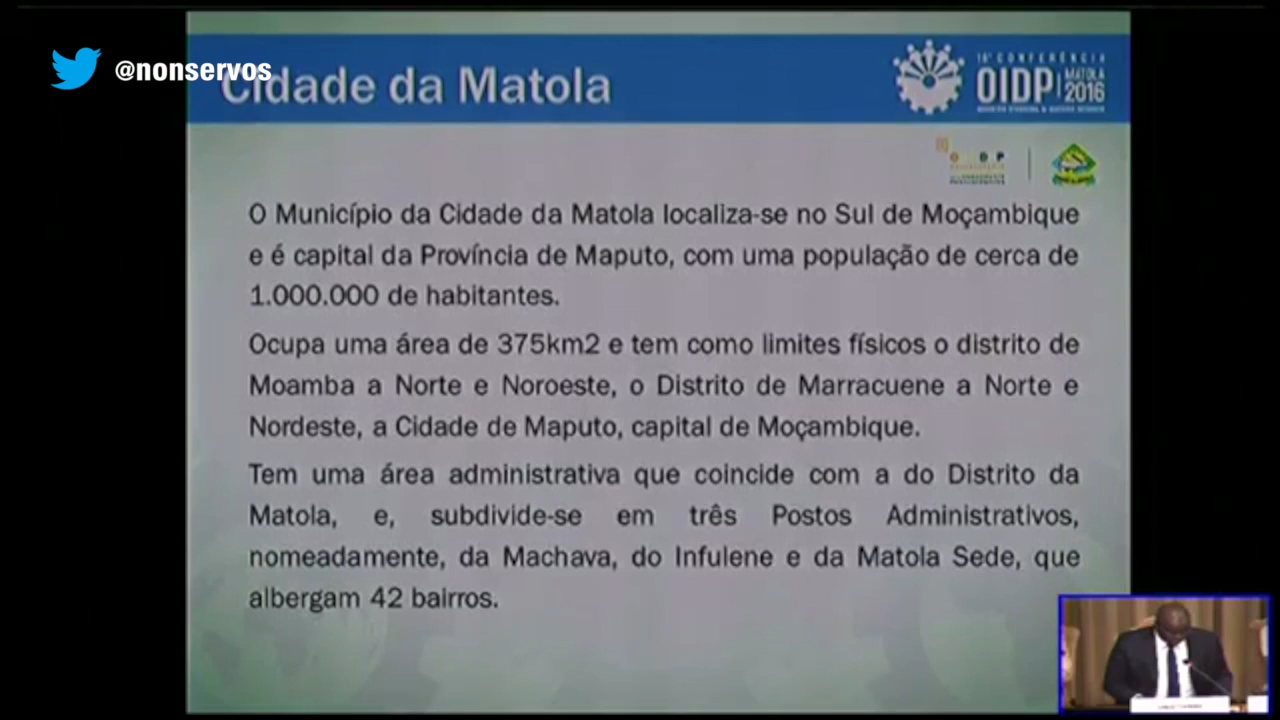 @nonservos
Cidade da Matola
16ª CONFERÊNCIA
OIDP
MATOLA
2016
O Município da Cidade da Matola localiza-se no Sul de Moçambique
e é capital da Província de Maputo, com uma população de cerca de
1.000.000 de habitantes.
Ocupa uma área de 375km2 e tem como limites físicos o distrito de
Moamba a Norte e Noroeste, o Distrito de Marracuene a Norte e
Nordeste, a Cidade de Maputo, capital de Moçambique.
Tem uma área administrativa que coincide com a do Distrito da
Matola, e, subdivide-se em três Postos Administrativos,
nomeadamente, da Machava, do Infulene e da Matola Sede, que
albergam 42 bairros.